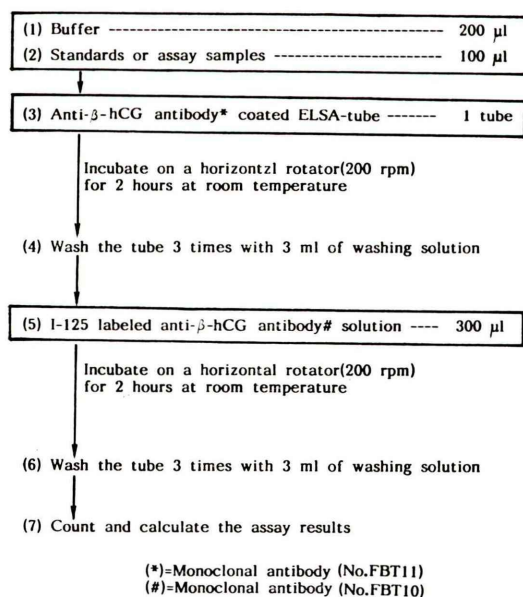 (1) Buffer ---------------------------------------- 200 µl
(2) Standards or assay samples -------------------- 100 µl
(3) Anti-β-hCG antibody* coated ELSA-tube ------- 1 tube
Incubate on a horizontzl rotator(200 rpm)
for 2 hours at room temperature
(4) Wash the tube 3 times with 3 ml of washing solution
(5) I-125 labeled anti-β-hCG antibody# solution ---- 300 µl
Incubate on a horizontal rotator(200 rpm)
for 2 hours at room temperature
(6) Wash the tube 3 times with 3 ml of washing solution
(7) Count and calculate the assay results
(*)=Monoclonal antibody (No.FBT11)
(#)=Monoclonal antibody (No.FBT10)